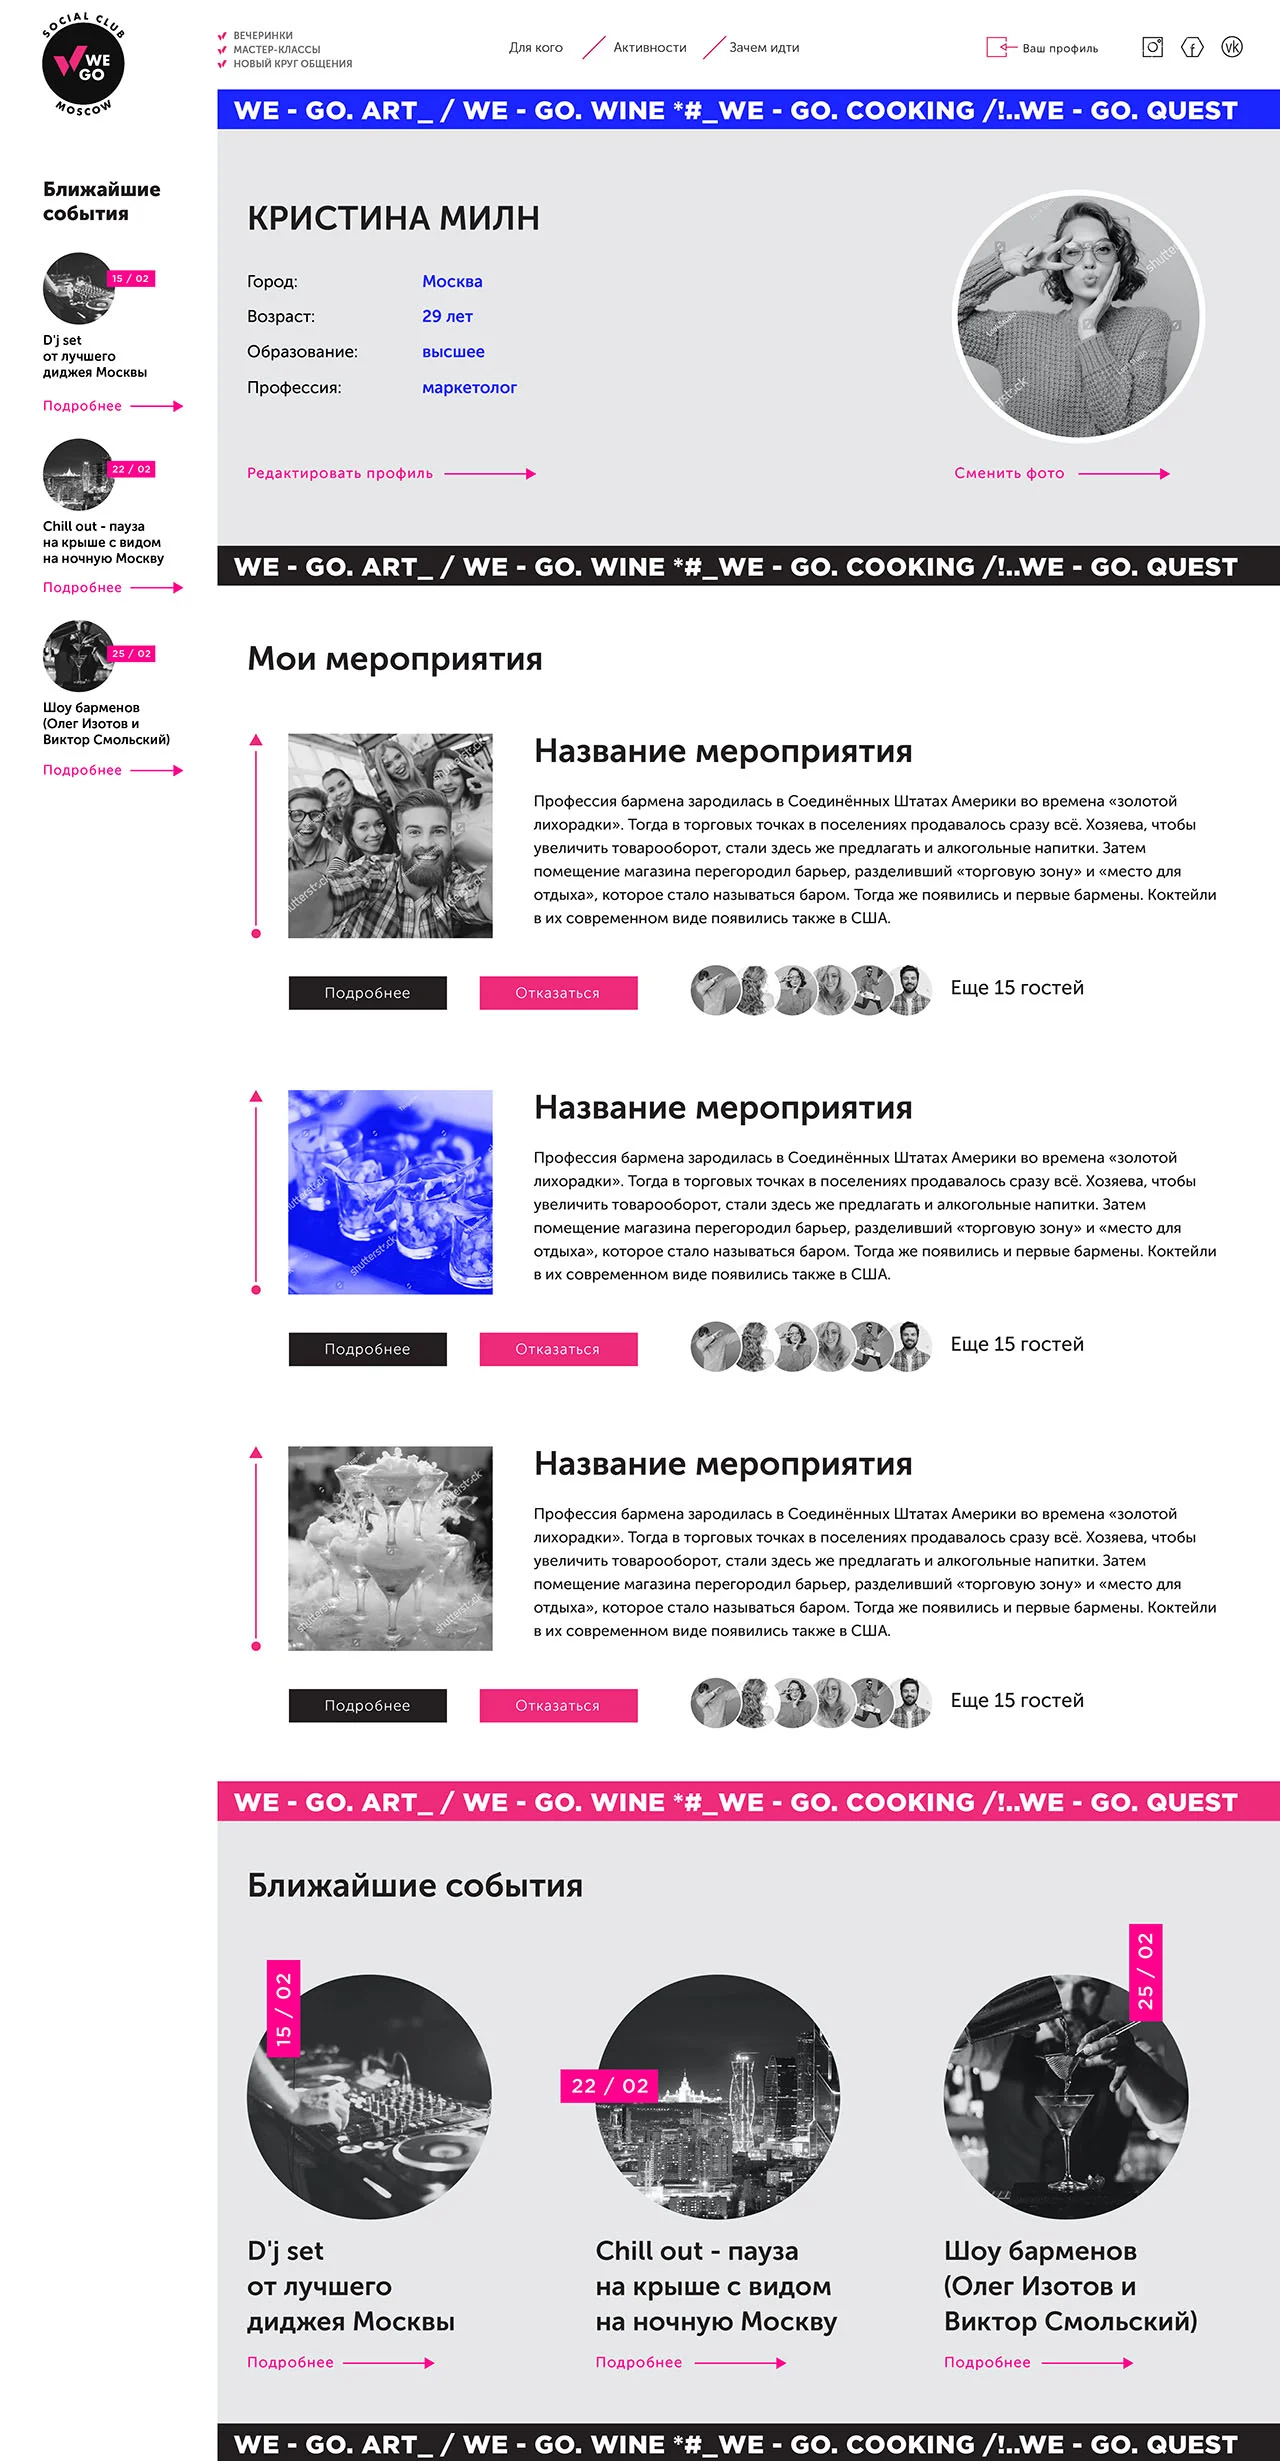 SOCIAL CLUB
WE
GO
MOSCOW
ВЕЧЕРИНКИ
МАСТЕР-КЛАССЫ
НОВЫЙ КРУГ ОБЩЕНИЯ
Для кого
Активности
Зачем идти
Ваш профиль
WE - GO. ART_ / WE - GO. WINE *#_WE - GO. COOKING /!..WE - GO. QUEST
Ближайшие
события
15 / 02
D'j set
от лучшего
диджея Москвы
Подробнее
22 / 02
Chill out - пауза
на крыше с видом
на ночную Москву
Подробнее
25 / 02
Шоу барменов
(Олег Изотов и
Виктор Смольский)
Подробнее
КРИСТИНА МИЛН
Город: Москва
Возраст: 29 лет
Образование: высшее
Профессия: маркетолог
Редактировать профиль
shutterstock
shutterstock
Сменить фото
WE - GO. ART_ / WE - GO. WINE *#_WE - GO. COOKING /!..WE - GO. QUEST
Мои мероприятия
shutterstock
shutterstock
shutterstock
Название мероприятия
Профессия бармена зародилась в Соединённых Штатах Америки во времена «золотой
лихорадки». Тогда в торговых точках в поселениях продавалось сразу всё. Хозяева, чтобы
увеличить товарооборот, стали здесь же предлагать и алкогольные напитки. Затем
помещение магазина перегородил барьер, разделивший «торговую зону» и «место для
отдыха», которое стало называться баром. Тогда же появились и первые бармены. Коктейли
в их современном виде появились также в США.
Подробнее
Отказаться
Еще 15 гостей
shutterstock
shutterstock
Название мероприятия
Профессия бармена зародилась в Соединённых Штатах Америки во времена «золотой
лихорадки». Тогда в торговых точках в поселениях продавалось сразу всё. Хозяева, чтобы
увеличить товарооборот, стали здесь же предлагать и алкогольные напитки. Затем
помещение магазина перегородил барьер, разделивший «торговую зону» и «место для
отдыха», которое стало называться баром. Тогда же появились и первые бармены. Коктейли
в их современном виде появились также в США.
Подробнее
Отказаться
Еще 15 гостей
shutterstock
shutterstock
shutterstock
Название мероприятия
Профессия бармена зародилась в Соединённых Штатах Америки во времена «золотой
лихорадки». Тогда в торговых точках в поселениях продавалось сразу всё. Хозяева, чтобы
увеличить товарооборот, стали здесь же предлагать и алкогольные напитки. Затем
помещение магазина перегородил барьер, разделивший «торговую зону» и «место для
отдыха», которое стало называться баром. Тогда же появились и первые бармены. Коктейли
в их современном виде появились также в США.
Подробнее
Отказаться
Еще 15 гостей
WE - GO. ART_ / WE - GO. WINE *#_WE - GO. COOKING /!..WE - GO. QUEST
Ближайшие события
15 / 02
D'j set
от лучшего
диджея Москвы
Подробнее
22 / 02
Chill out - пауза
на крыше с видом
на ночную Москву
Подробнее
25 / 02
Шоу барменов
(Олег Изотов и
Виктор Смольский)
Подробнее
WE - GO. ART_ / WE - GO. WINE *#_WE - GO. COOKING /!..WE - GO. QUEST